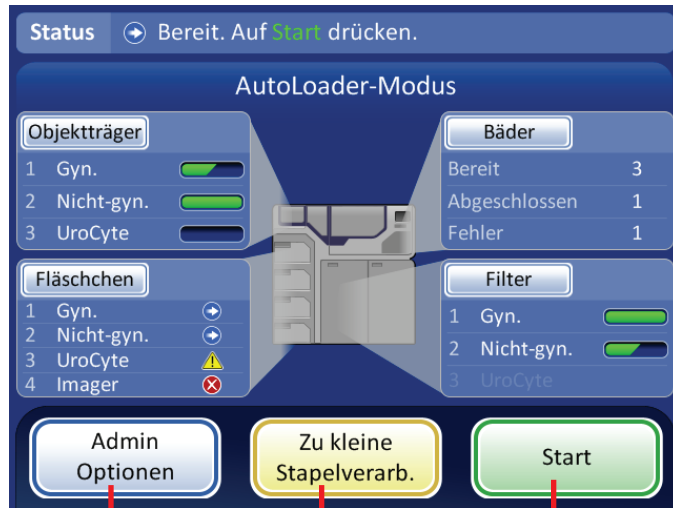 Status Bereit. Auf Start drücken.
AutoLoader-Modus
Objektträger
1 Gyn.
2 Nicht-gyn.
3 UroCyte
Bäder
Bereit 3
Abgeschlossen 1
Fehler 1
Fläschchen
1 Gyn.
2 Nicht-gyn.
3 UroCyte
4 Imager
Filter
1 Gyn.
2 Nicht-gyn.
3 UroCyte
Admin
Optionen
Zu kleine
Stapelverarb.
Start